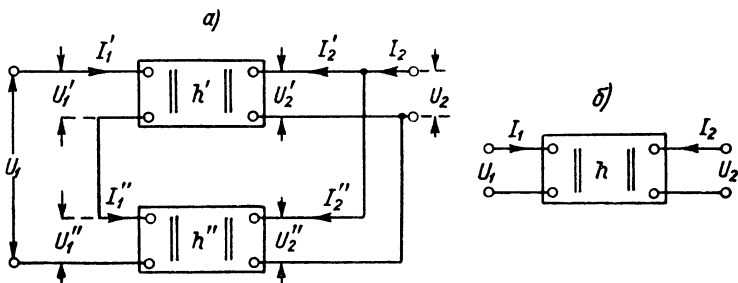 а)
I₁′
I₂′
I₂
U₁′
‖ h′ ‖
U₂′
U₂
U₁
I₁″
I₂″
U₁″
‖ h″ ‖
U₂″
б)
I₁
I₂
U₁
‖ h ‖
U₂